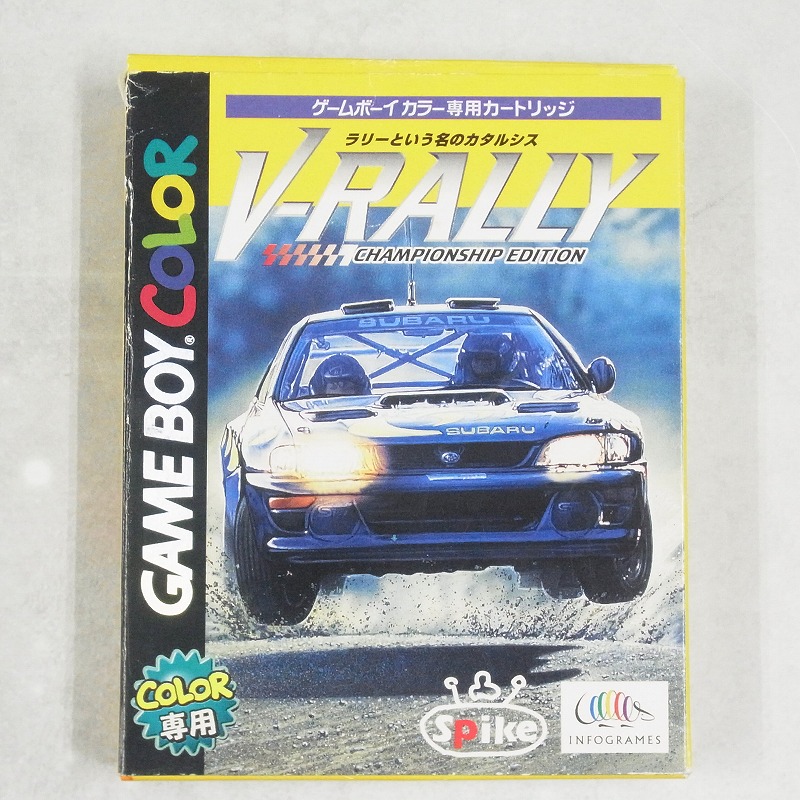 ゲームボーイカラー専用カートリッジ
ラリーという名のカタルシス
V-RALLY
CHAMPIONSHIP EDITION
GAME BOY® COLOR
SUBARU
SUBARU
COLOR
専用
Spike
INFOGRAMES